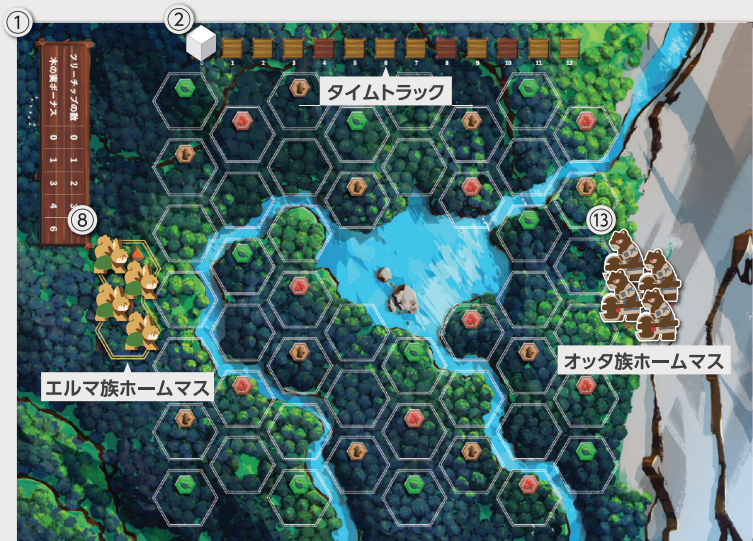 ①
②
1 2 3 4 5 6 7 8 9 10 11 12
タイムトラック
ツリーチップの数 0 1 2 3
木の実ボーナス 0 1 3 4 6
⑧
エルマ族ホームマス
⑬
オッタ族ホームマス